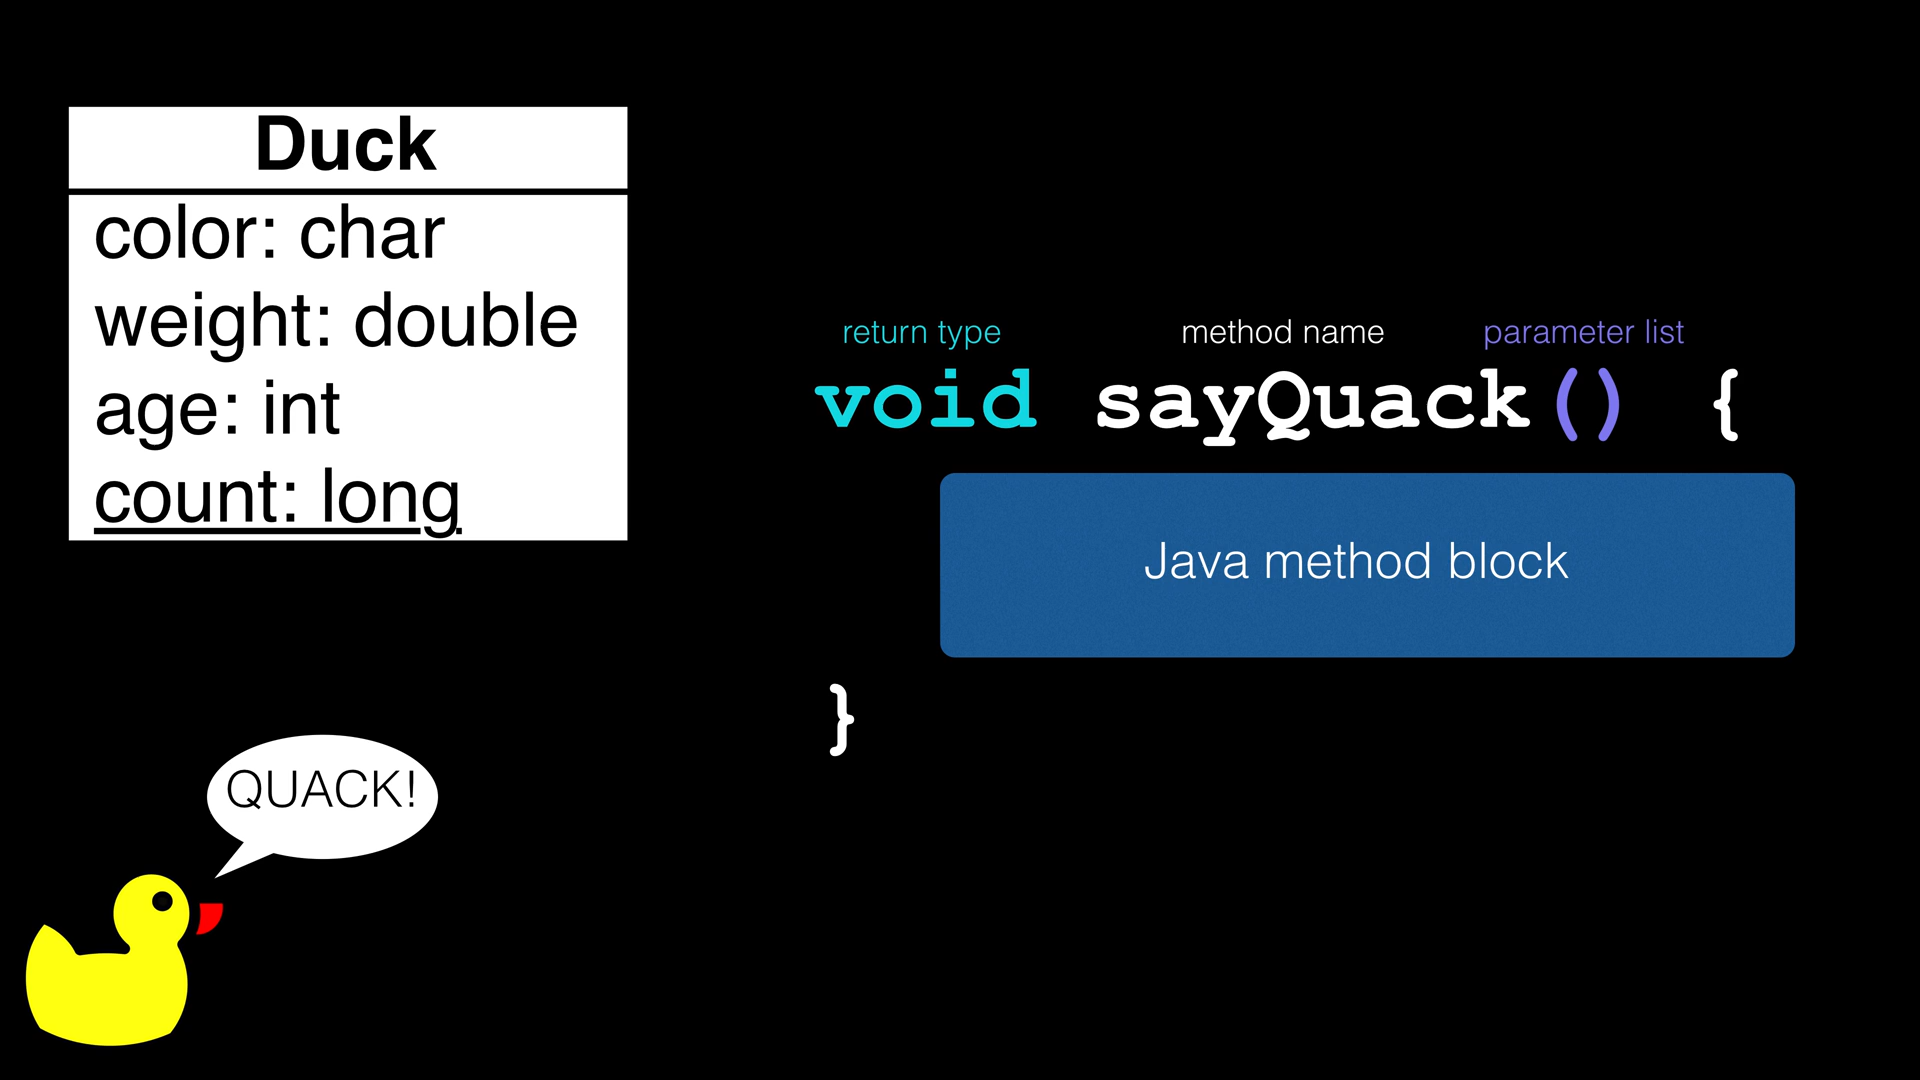 Duck
color: char
weight: double
age: int
count: long
return type method name parameter list
void sayQuack() {
Java method block
}
QUACK!